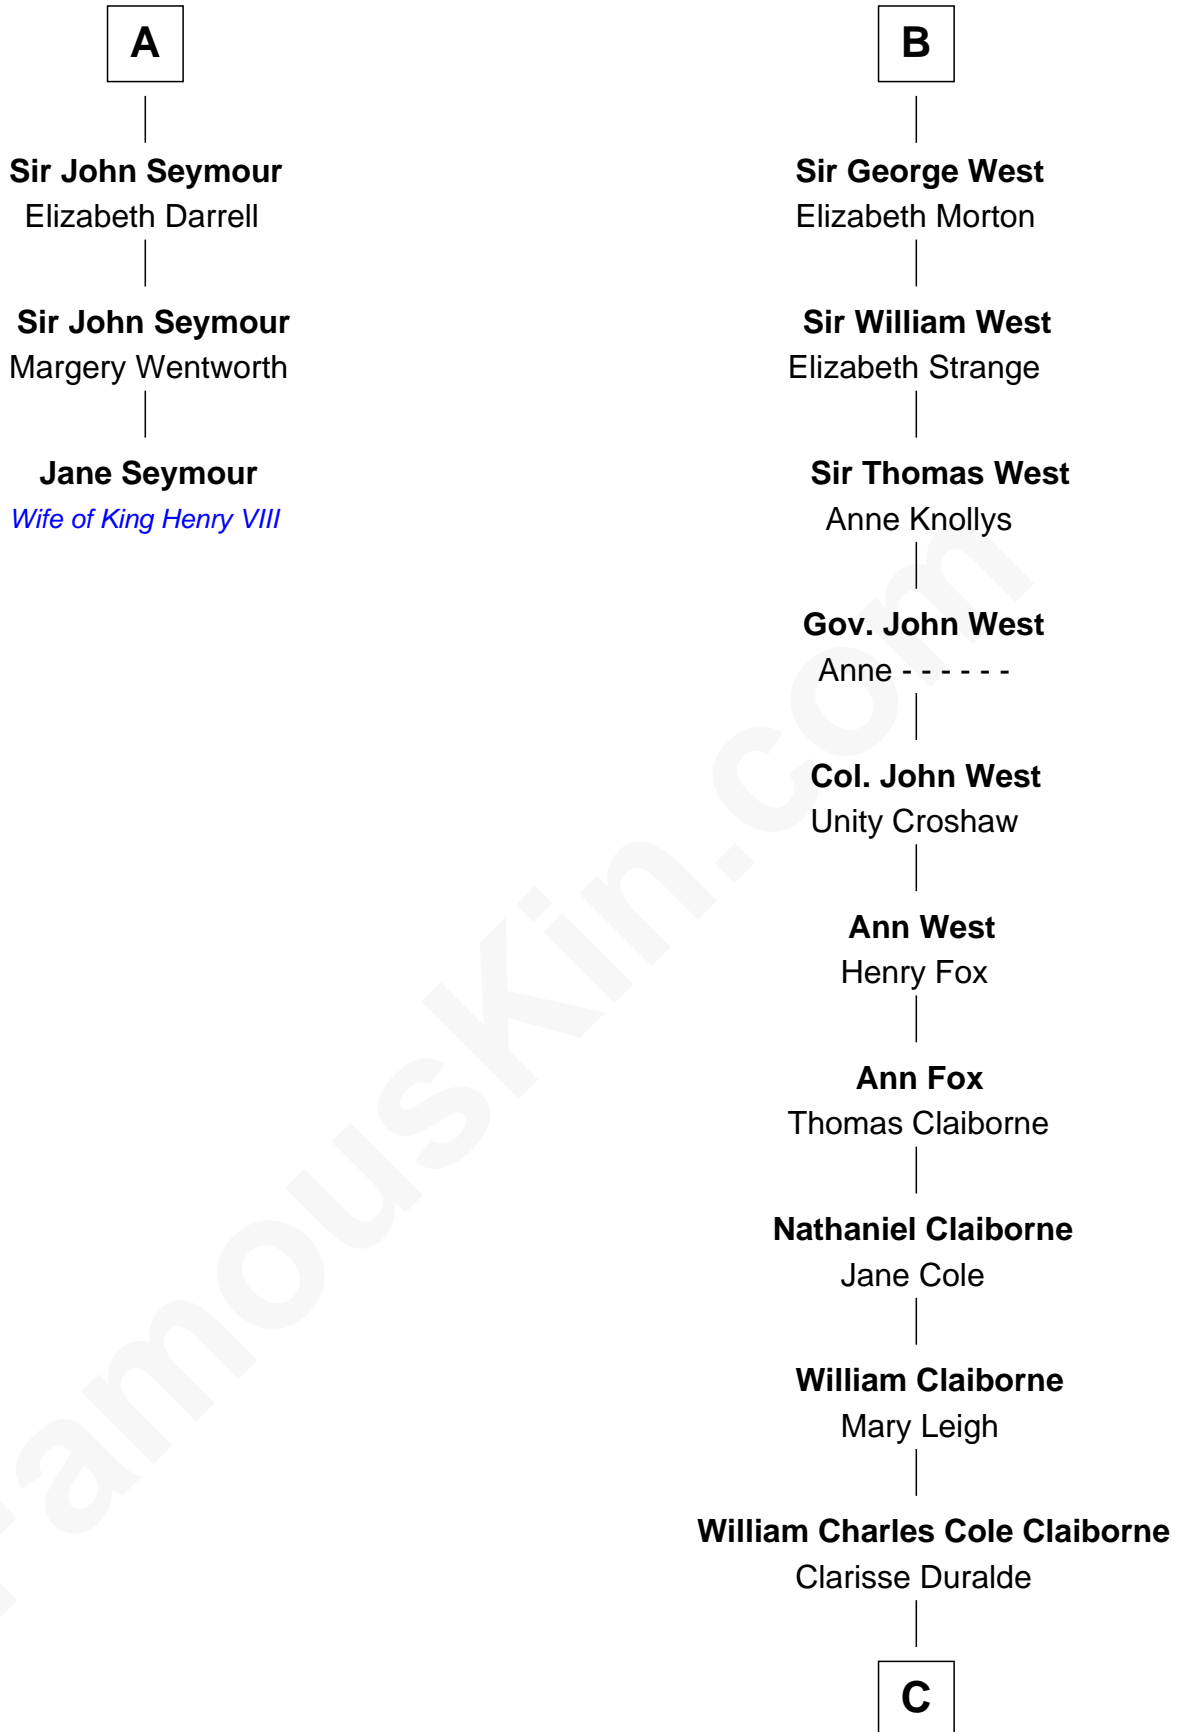 A
Sir John Seymour
Elizabeth Darrell
Sir John Seymour
Margery Wentworth
Jane Seymour
Wife of King Henry VIII
B
Sir George West
Elizabeth Morton
Sir William West
Elizabeth Strange
Sir Thomas West
Anne Knollys
Gov. John West
Anne - - - - - -
Col. John West
Unity Croshaw
Ann West
Henry Fox
Ann Fox
Thomas Claiborne
Nathaniel Claiborne
Jane Cole
William Claiborne
Mary Leigh
William Charles Cole Claiborne
Clarisse Duralde
C
FamousKin.com